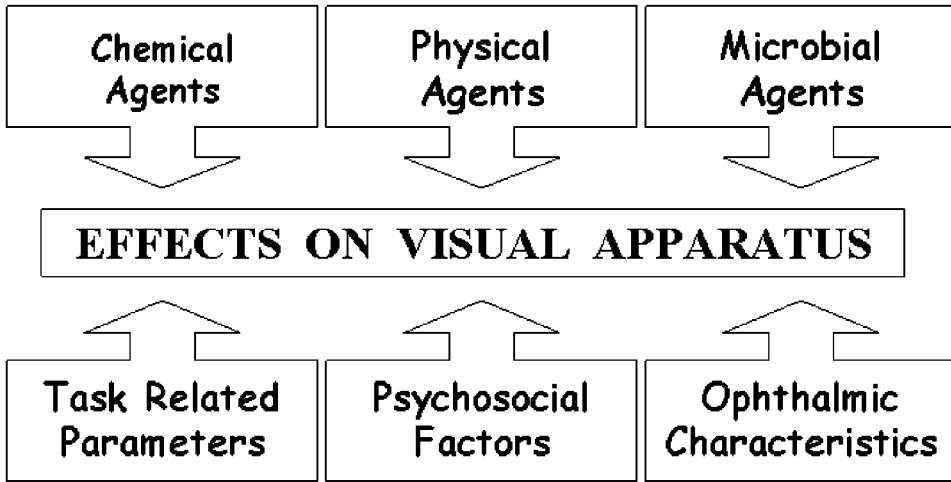 Chemical
Agents
Physical
Agents
Microbial
Agents
EFFECTS ON VISUAL APPARATUS
Task Related
Parameters
Psychosocial
Factors
Ophthalmic
Characteristics